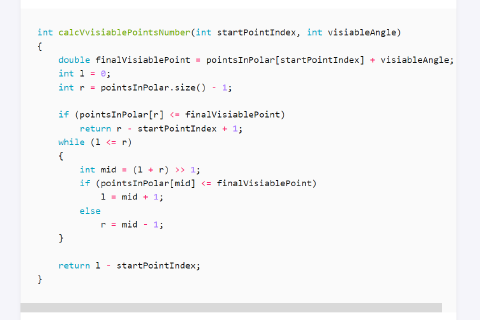 int calcVvisiablePointsNumber(int startPointIndex, int visiableAngle)
{
    double finalVisiablePoint = pointsInPolar[startPointIndex] + visiableAngle;
    int l = 0;
    int r = pointsInPolar.size() - 1;

    if (pointsInPolar[r] <= finalVisiablePoint)
        return r - startPointIndex + 1;
    while (l <= r)
    {
        int mid = (l + r) >> 1;
        if (pointsInPolar[mid] <= finalVisiablePoint)
            l = mid + 1;
        else
            r = mid - 1;
    }

    return l - startPointIndex;
}